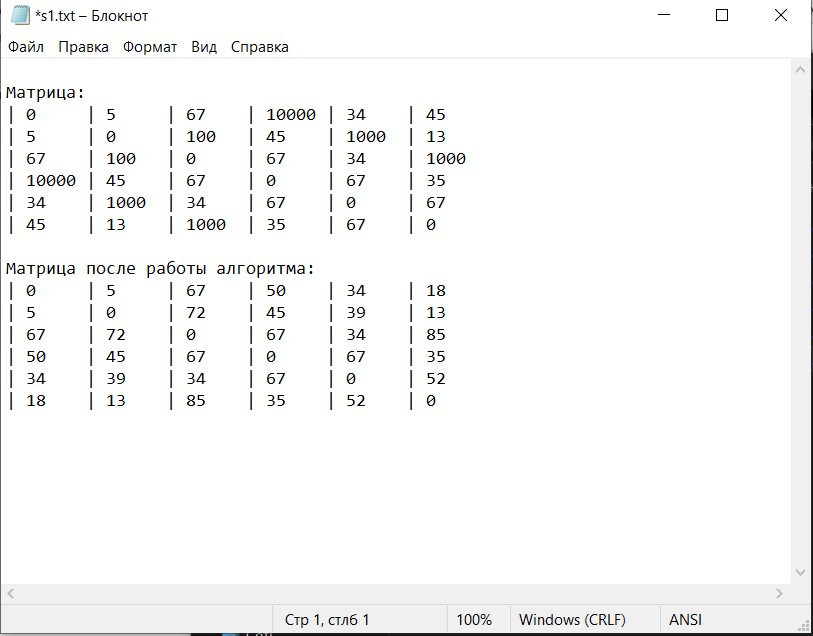 *s1.txt – Блокнот
Файл Правка Формат Вид Справка
Матрица:
| 0 | 5 | 67 | 10000 | 34 | 45
| 5 | 0 | 100 | 45 | 1000 | 13
| 67 | 100 | 0 | 67 | 34 | 1000
| 10000 | 45 | 67 | 0 | 67 | 35
| 34 | 1000 | 34 | 67 | 0 | 67
| 45 | 13 | 1000 | 35 | 67 | 0
Матрица после работы алгоритма:
| 0 | 5 | 67 | 50 | 34 | 18
| 5 | 0 | 72 | 45 | 39 | 13
| 67 | 72 | 0 | 67 | 34 | 85
| 50 | 45 | 67 | 0 | 67 | 35
| 34 | 39 | 34 | 67 | 0 | 52
| 18 | 13 | 85 | 35 | 52 | 0
Стр 1, стлб 1 100% Windows (CRLF) ANSI